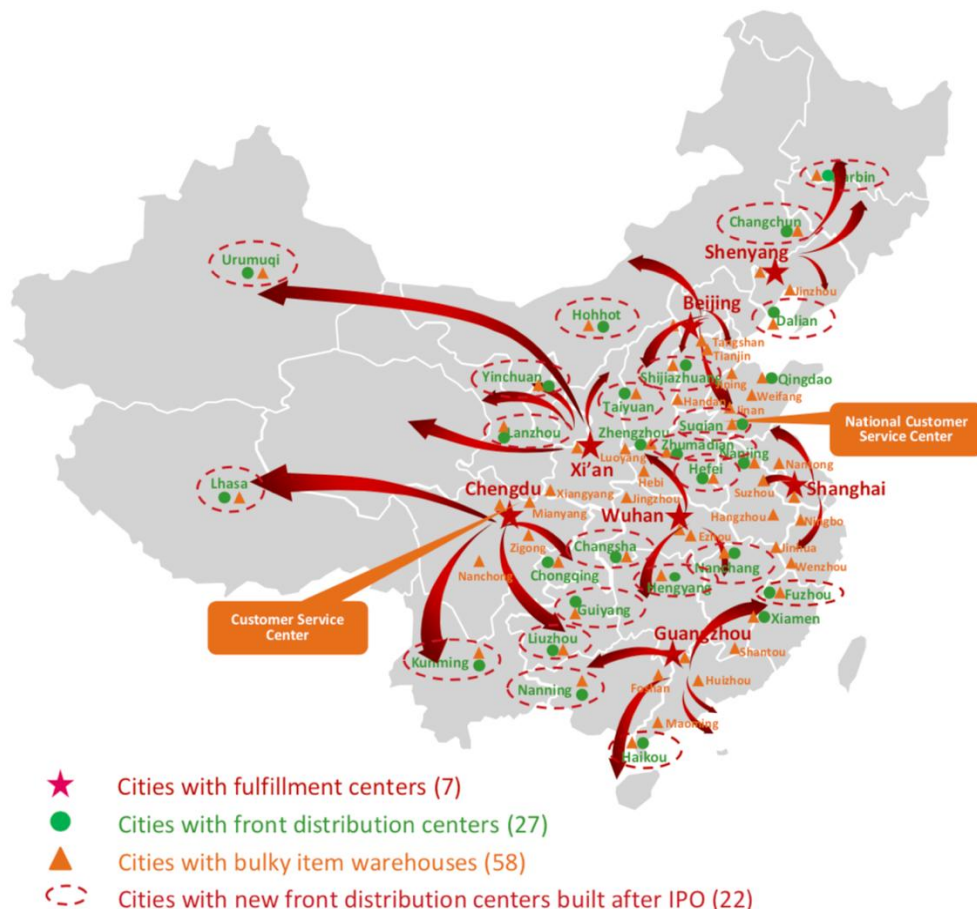 Harbin
Changchun
Shenyang
Urumuqi
Jinzhou
Beijing
Hohhot
Dalian
Tangshan
Tianjin
Yinchuan
Shijiazhuang
Qingdao
Taiyuan
Weifang
Handan
Jinan
National Customer
Service Center
Lanzhou
Zhengzhou
Suqian
Zhumadian
Nanjing
Xi'an
Luoyang
Hefei
Nantong
Hebi
Suzhou
Shanghai
Lhasa
Chengdu
Xiangyang
Jingzhou
Mianyang
Wuhan
Hangzhou
Ningbo
Ezhou
Zigong
Changsha
Jinhua
Nanchong
Chongqing
Nanchang
Wenzhou
Hengyang
Fuzhou
Customer Service
Center
Guiyang
Xiamen
Liuzhou
Guangzhou
Shantou
Kunming
Nanning
Foshan
Huizhou
Maoming
Haikou
Cities with fulfillment centers (7)
Cities with front distribution centers (27)
Cities with bulky item warehouses (58)
Cities with new front distribution centers built after IPO (22)